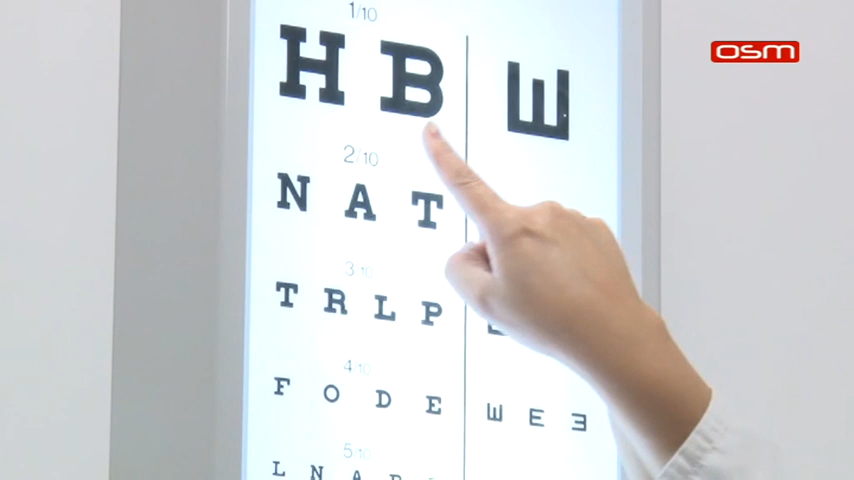 osm
1/10
H B E
2/10
N A T
3/10
T R L P
4/10
F O D E E E E
5/10
L N A